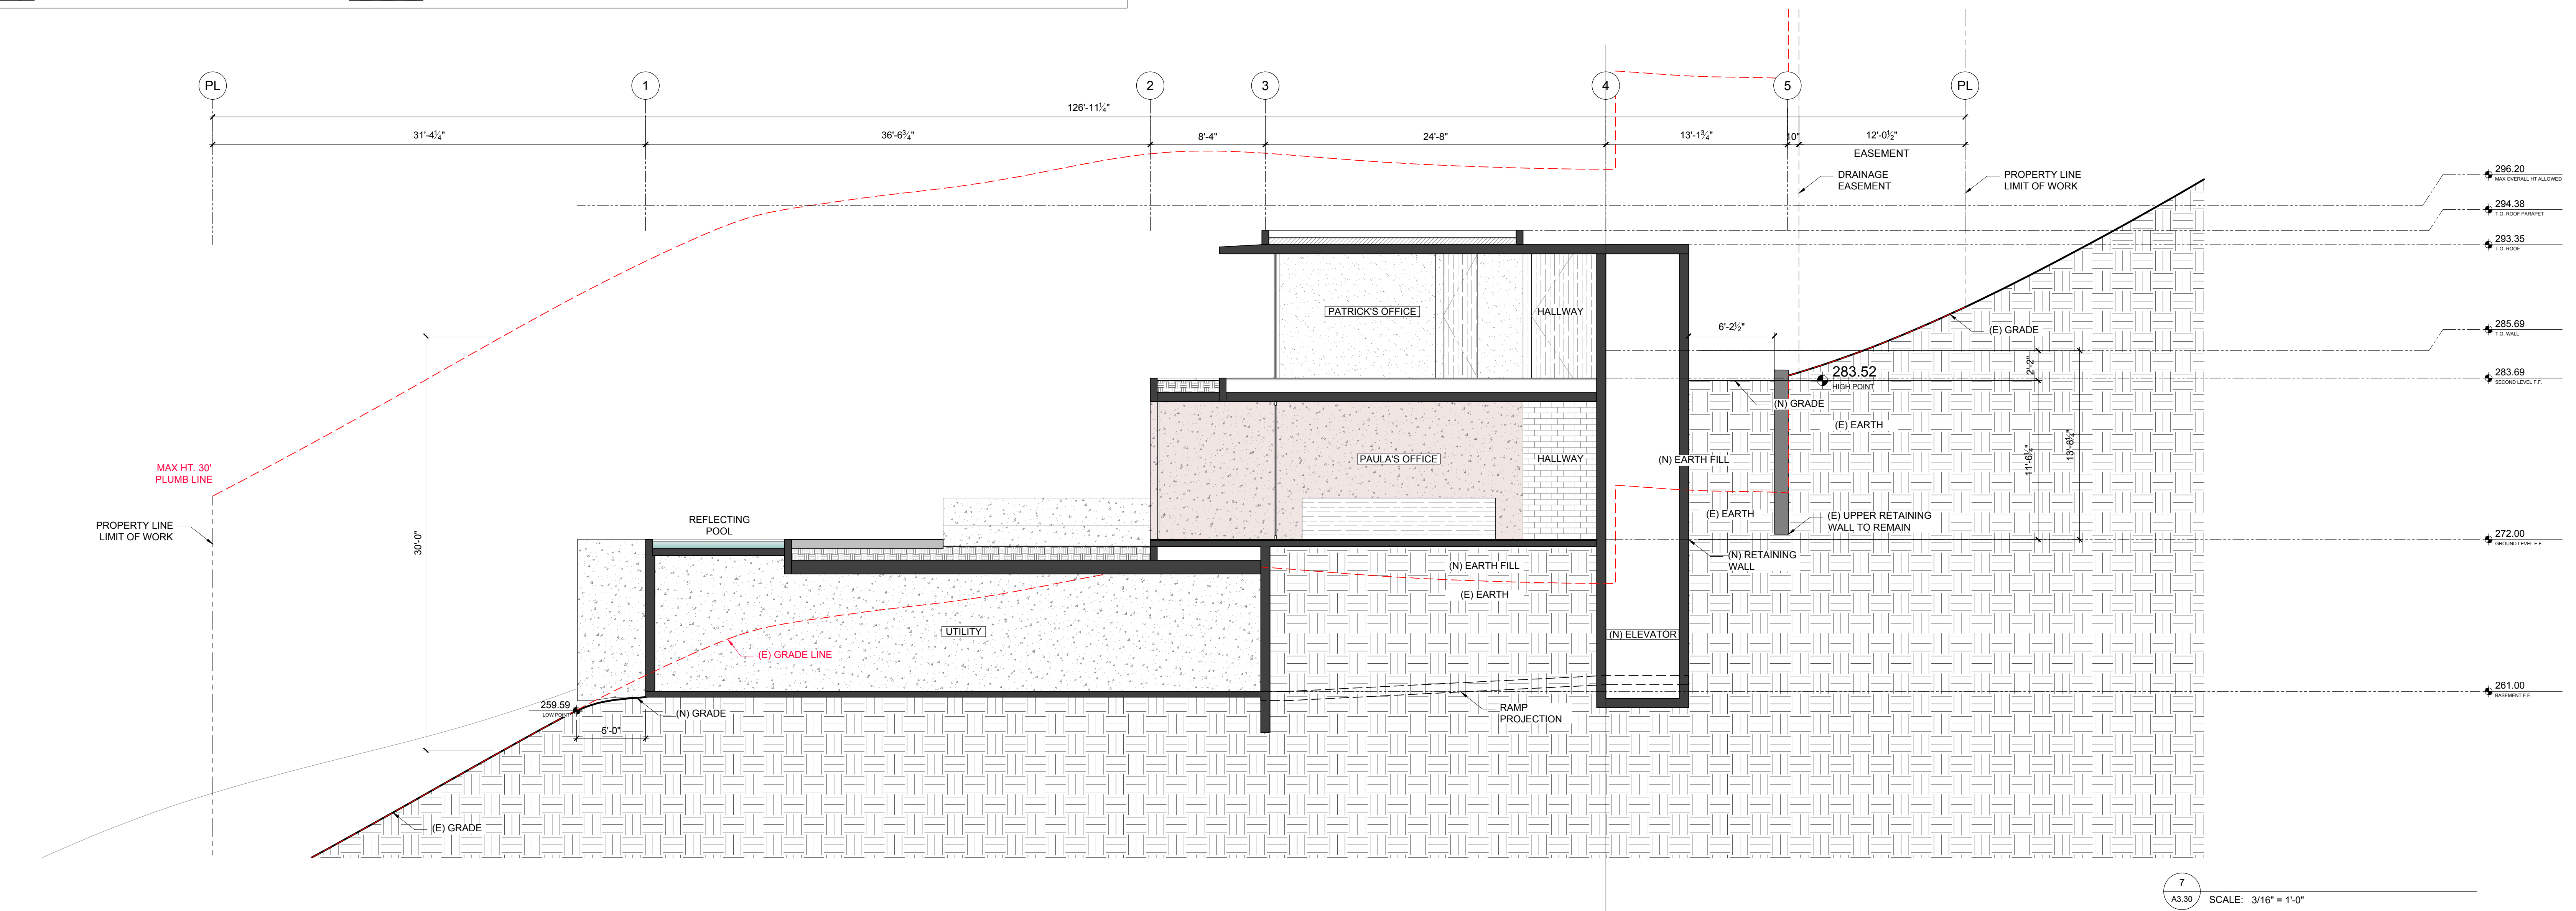 PL
1
2
3
4
5
PL
126'-11¼"
31'-4¼"
36'-6¾"
8'-4"
24'-8"
13'-1¾"
10"
12'-0½"
EASEMENT
DRAINAGE
EASEMENT
PROPERTY LINE
LIMIT OF WORK
296.20
MAX OVERALL HT ALLOWED
294.38
T.O. ROOF PARAPET
293.35
T.O. ROOF
PATRICK'S OFFICE
HALLWAY
6'-2½"
(E) GRADE
285.69
T.O. WALL
2'-2"
283.52
HIGH POINT
283.69
SECOND LEVEL F.F.
(N) GRADE
(E) EARTH
MAX HT. 30'
PLUMB LINE
PAULA'S OFFICE
HALLWAY
(N) EARTH FILL
11'-6¼"
13'-8¼"
PROPERTY LINE
LIMIT OF WORK
30'-0"
REFLECTING
POOL
(E) EARTH
(E) UPPER RETAINING
WALL TO REMAIN
272.00
GROUND LEVEL F.F.
(N) RETAINING
WALL
(N) EARTH FILL
(E) EARTH
UTILITY
(N) ELEVATOR
(E) GRADE LINE
261.00
BASEMENT F.F.
259.59
LOW POINT
(N) GRADE
RAMP
PROJECTION
5'-0"
(E) GRADE
7
A3.30
SCALE: 3/16" = 1'-0"